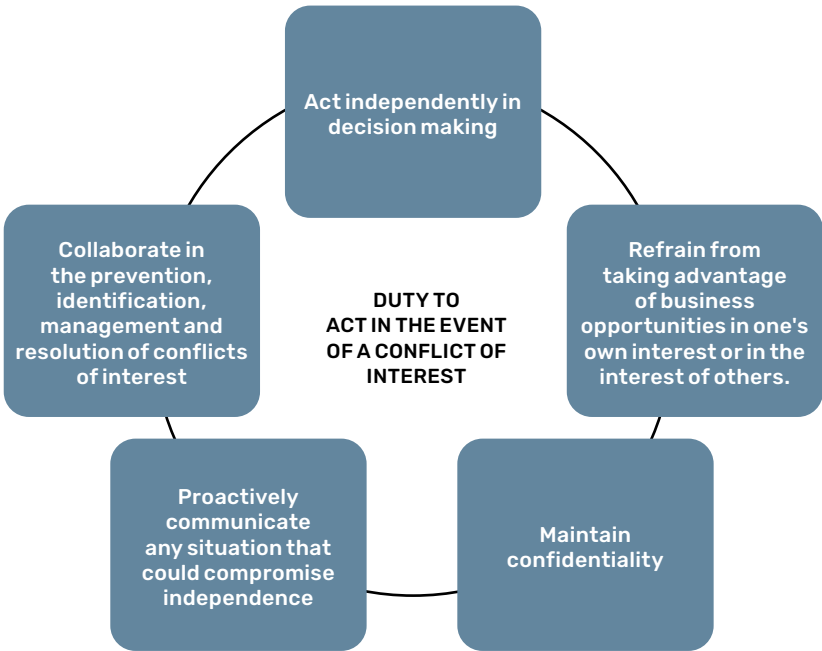 Act independently in
decision making
Collaborate in
the prevention,
identification,
management and
resolution of conflicts
of interest
DUTY TO
ACT IN THE EVENT
OF A CONFLICT OF
INTEREST
Refrain from
taking advantage
of business
opportunities in one's
own interest or in the
interest of others.
Proactively
communicate
any situation that
could compromise
independence
Maintain
confidentiality